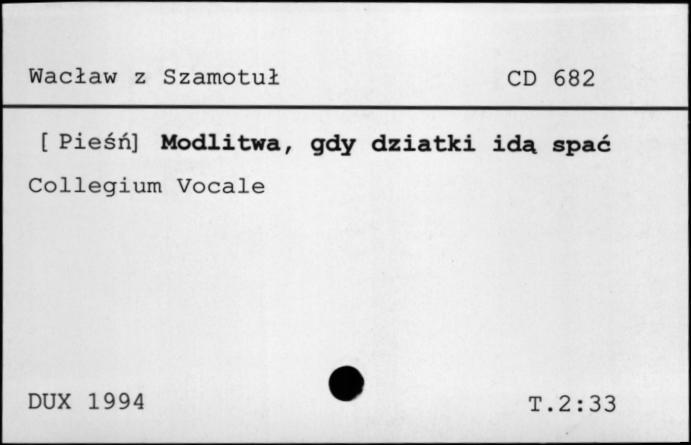 Wacław z Szamotuł CD 682
[ Pieśń] Modlitwa, gdy dziatki idą spać
Collegium Vocale
DUX 1994 T.2:33